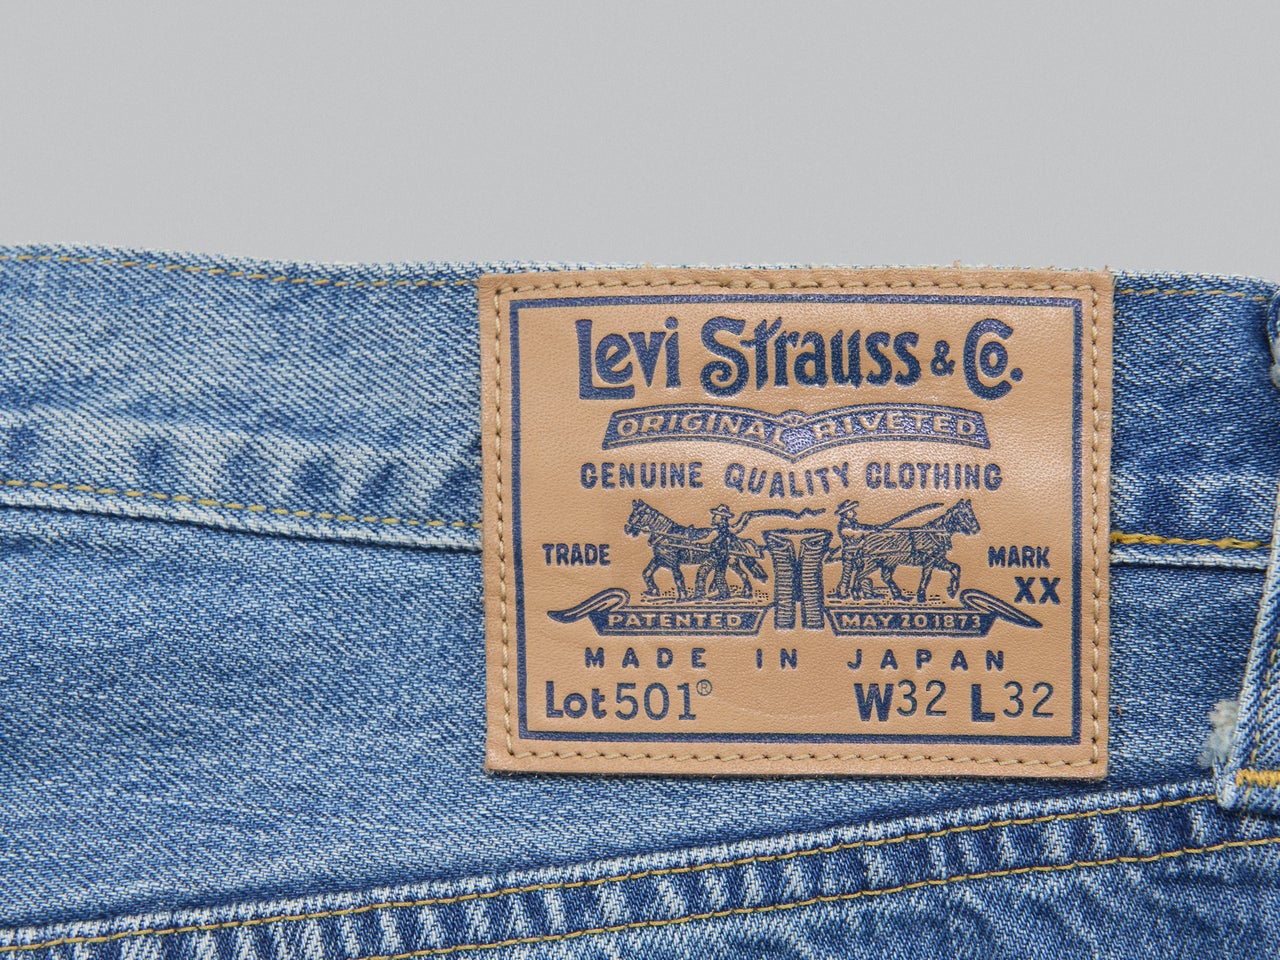 Levi Strauss & Co.
ORIGINAL RIVETED
GENUINE QUALITY CLOTHING
TRADE MARK
XX
PATENTED MAY 20 1873
MADE IN JAPAN
Lot 501® W32 L32